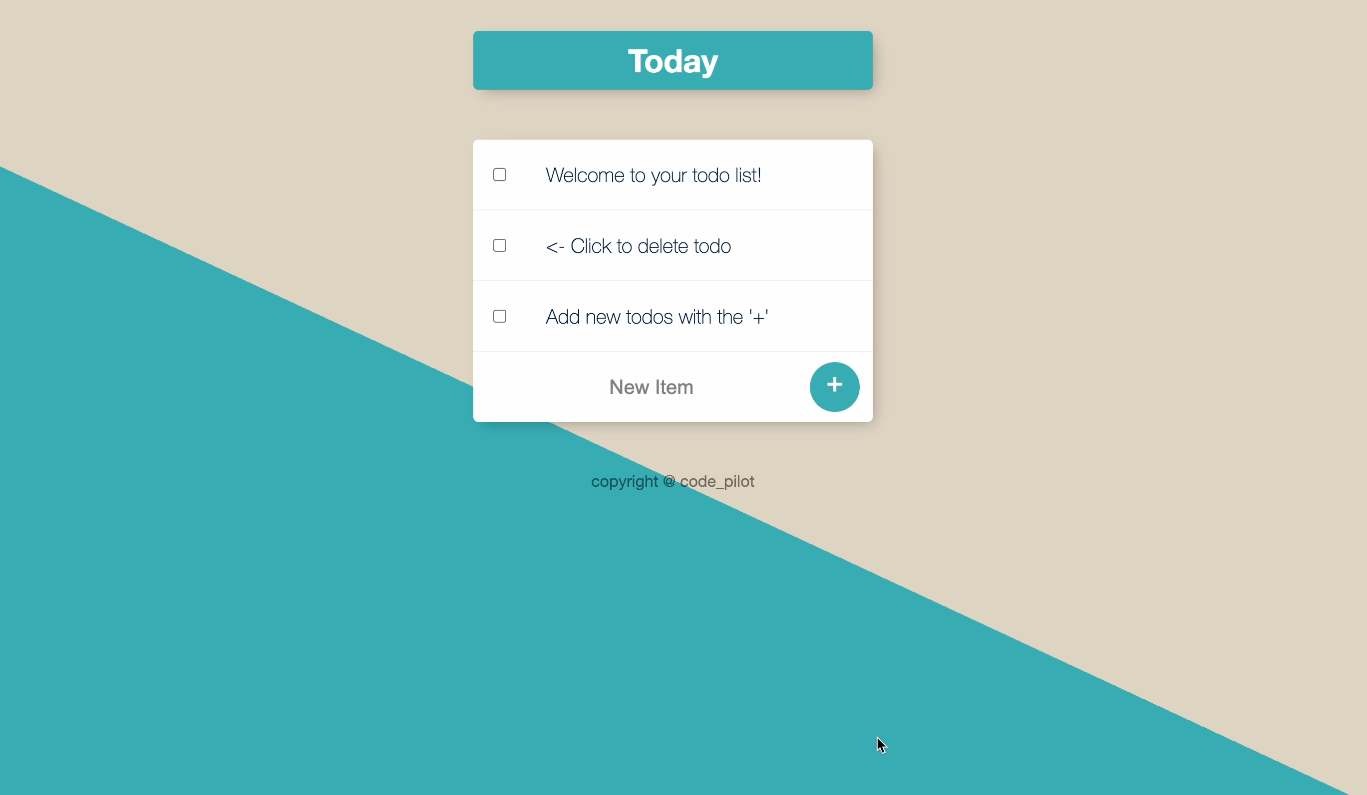 Today
Welcome to your todo list!
<- Click to delete todo
Add new todos with the '+'
New Item
+
copyright @ code_pilot